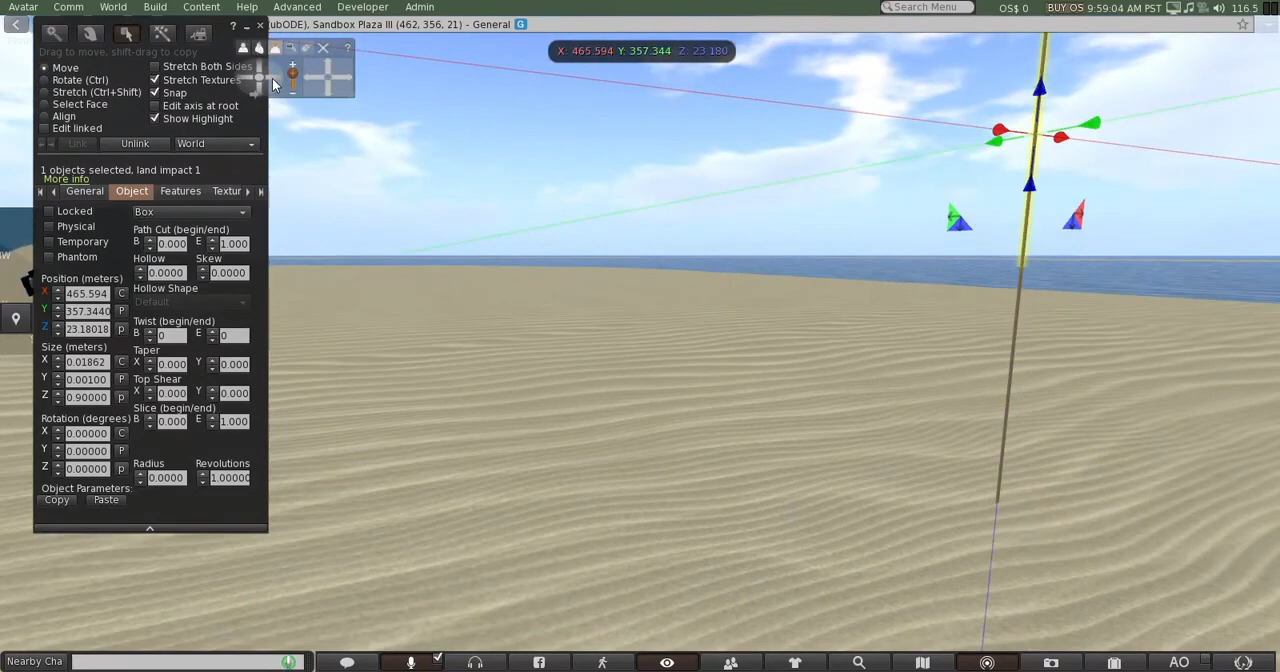 Avatar Comm World Build Content Help Advanced Developer Admin Search Menu OS$ 0 BUY OS 9:59:04 AM PST 116.5
ubODE), Sandbox Plaza III (462, 356, 21) - General G
? _ ×
Drag to move, shift-drag to copy
X: 465.594 Y: 357.344 Z: 23.180
Move Stretch Both Sides
Rotate (Ctrl) Stretch Textures
Stretch (Ctrl+Shift) Snap
Select Face Edit axis at root
Align Show Highlight
Edit linked
Link Unlink World
1 objects selected, land impact 1
More info
General Object Features Textur
Locked Box
Physical Path Cut (begin/end)
Temporary B 0.000 E 1.000
Phantom Hollow Skew
0.0000 0.0000
Position (meters) Hollow Shape
X 465.594 C Default
Y 357.3440 P
Z 23.18018 p Twist (begin/end)
B 0 E 0
Size (meters) Taper
X 0.01862 C X 0.000 Y 0.000
Y 0.00100 P Top Shear
Z 0.90000 p X 0.000 Y 0.000
Slice (begin/end)
Rotation (degrees) B 0.000 E 1.000
X 0.00000 C
Y 0.00000 P
Z 0.00000 p Radius Revolutions
0.0000 1.00000
Object Parameters:
Copy Paste
Nearby Cha AO